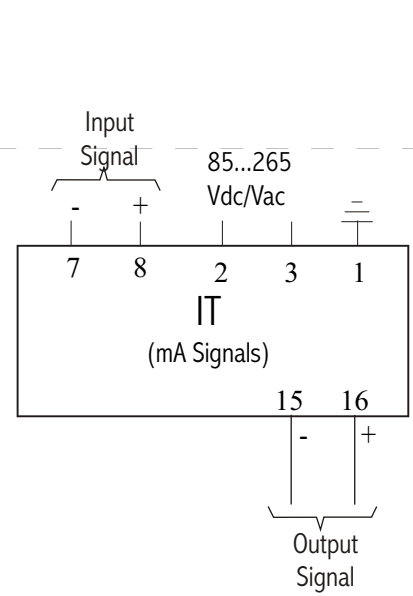 Input
Signal
85...265
Vdc/Vac
- +
7 8 2 3 1
IT
(mA Signals)
15 16
- +
Output
Signal